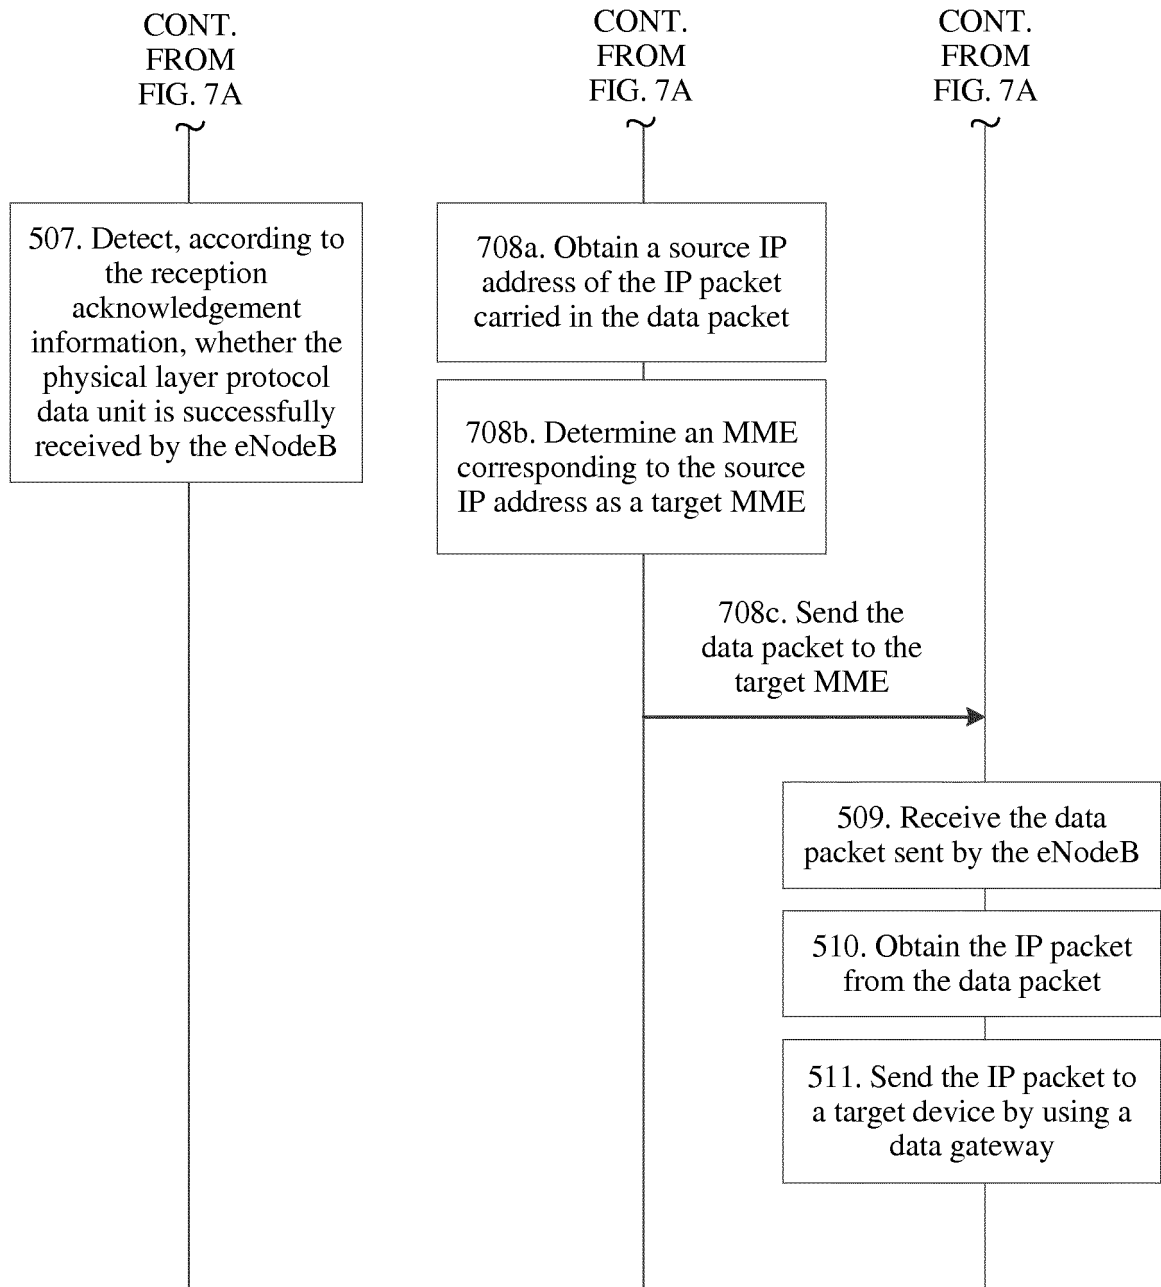 CONT.
FROM
FIG. 7A
CONT.
FROM
FIG. 7A
CONT.
FROM
FIG. 7A
507. Detect, according to
the reception
acknowledgement
information, whether the
physical layer protocol
data unit is successfully
received by the eNodeB
708a. Obtain a source IP
address of the IP packet
carried in the data packet
708b. Determine an MME
corresponding to the source
IP address as a target MME
708c. Send the
data packet to the
target MME
509. Receive the data
packet sent by the eNodeB
510. Obtain the IP packet
from the data packet
511. Send the IP packet to
a target device by using a
data gateway